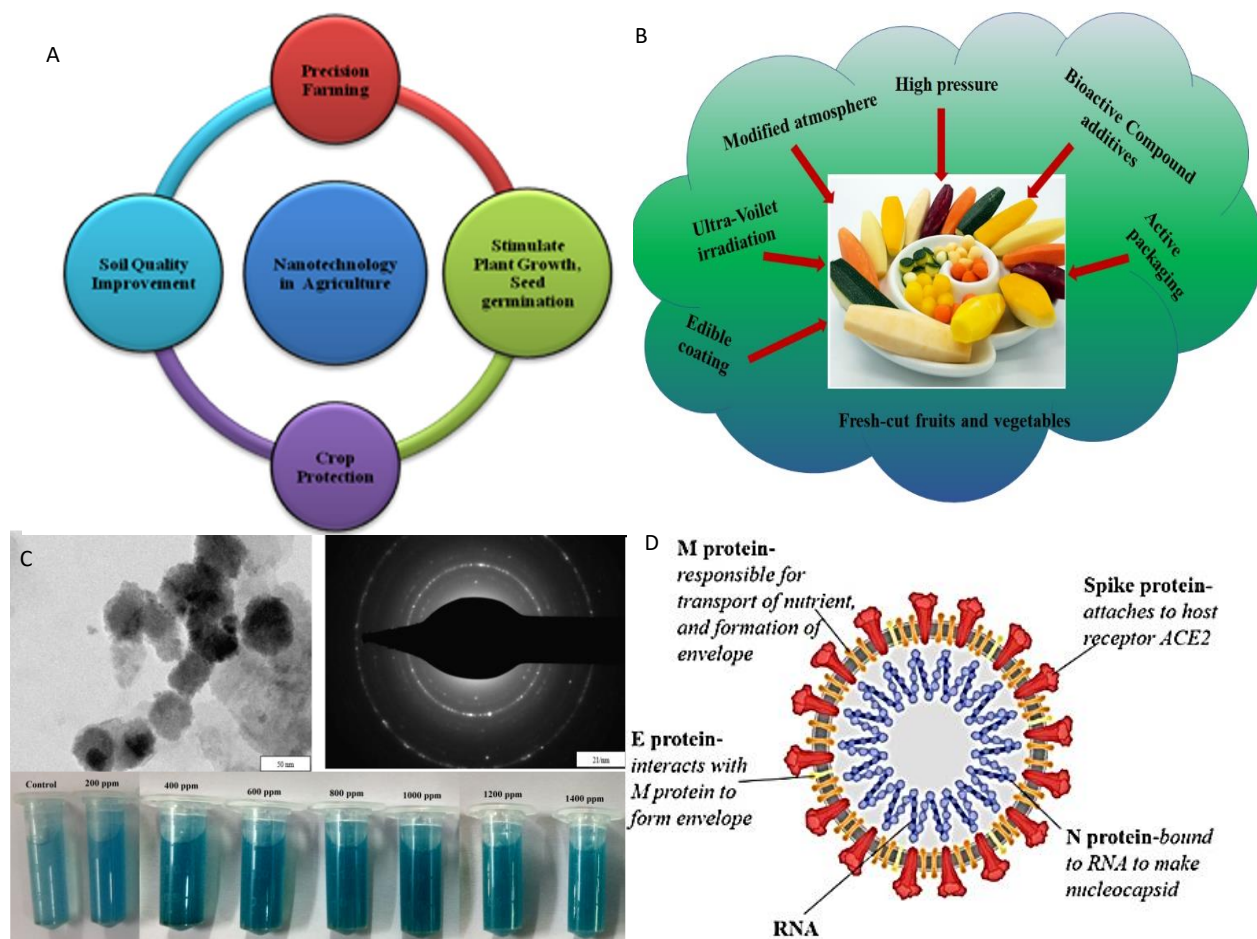 A
Precision
Farming
Soil Quality
Improvement
Nanotechnology
in Agriculture
Stimulate
Plant Growth,
Seed
germination
Crop
Protection
B
High pressure
Modified atmosphere
Bioactive Compound
additives
Ultra-Voilet
irradiation
Active
packaging
Edible
coating
Fresh-cut fruits and vegetables
C
50 nm
21/nm
Control
200 ppm
400 ppm
600 ppm
800 ppm
1000 ppm
1200 ppm
1400 ppm
D
M protein-
responsible for
transport of nutrient,
and formation of
envelope
Spike protein-
attaches to host
receptor ACE2
E protein-
interacts with
M protein to
form envelope
N protein-bound
to RNA to make
nucleocapsid
RNA